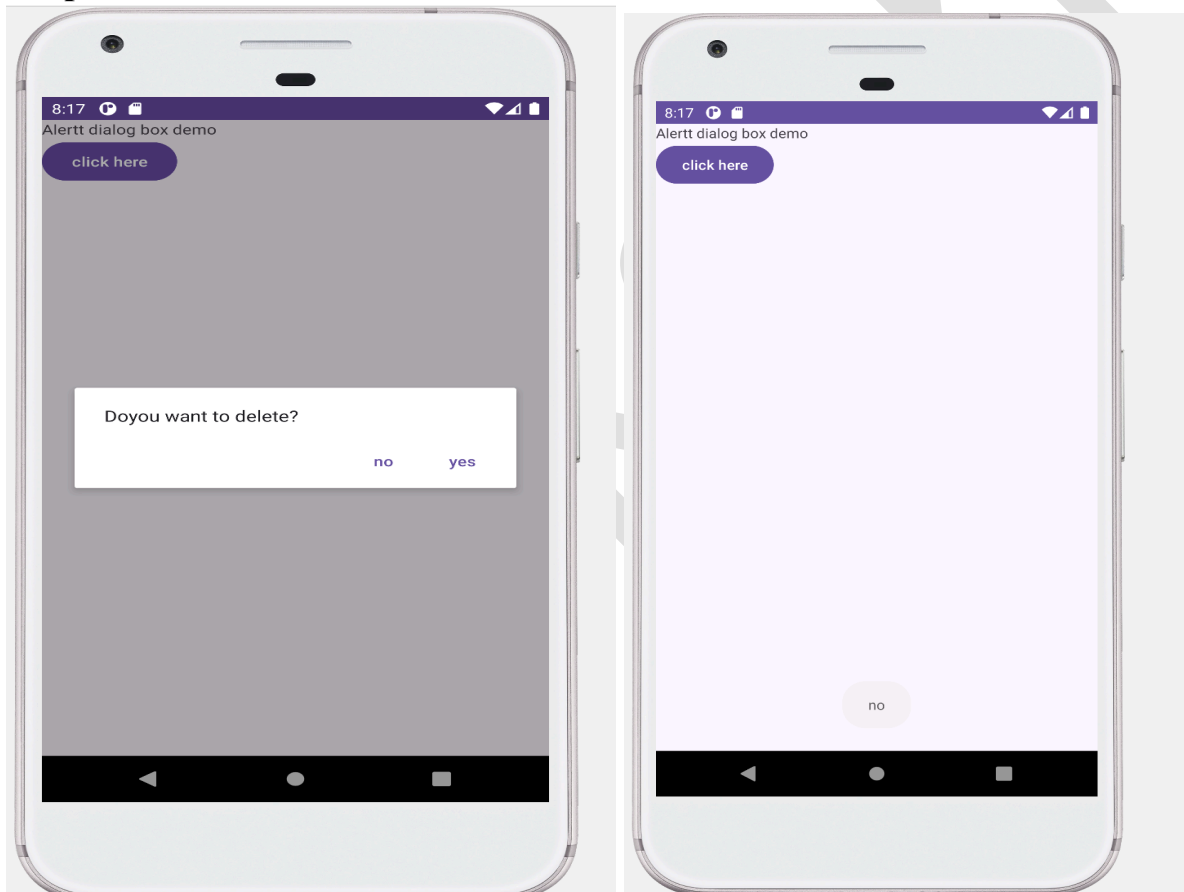 8:17
Alertt dialog box demo
click here
Doyou want to delete?
no yes
8:17
Alertt dialog box demo
click here
no